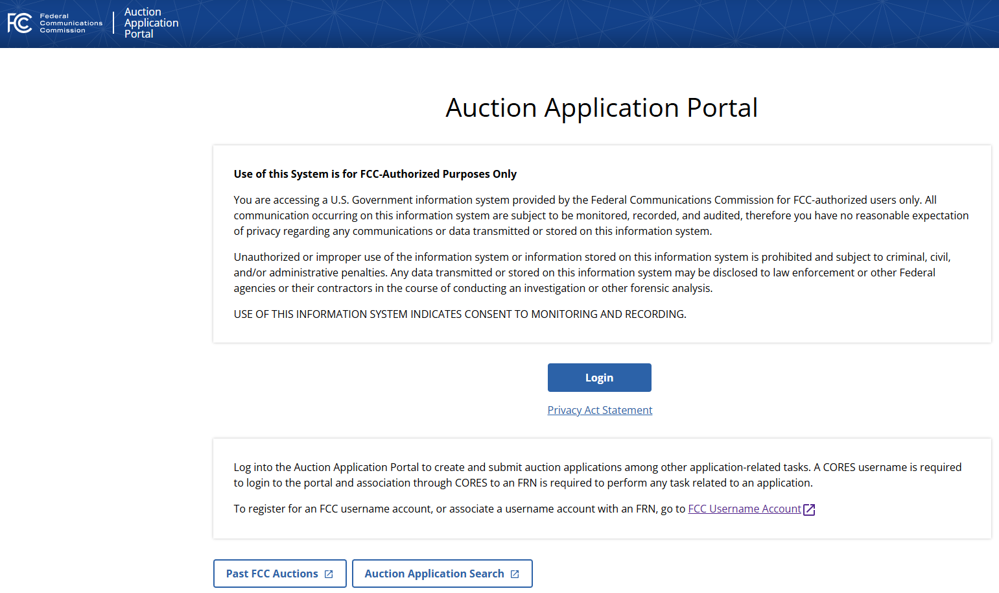 FCC
Federal
Communications
Commission
Auction
Application
Portal
Auction Application Portal
Use of this System is for FCC-Authorized Purposes Only
You are accessing a U.S. Government information system provided by the Federal Communications Commission for FCC-authorized users only. All
communication occurring on this information system are subject to be monitored, recorded, and audited, therefore you have no reasonable expectation
of privacy regarding any communications or data transmitted or stored on this information system.
Unauthorized or improper use of the information system or information stored on this information system is prohibited and subject to criminal, civil,
and/or administrative penalties. Any data transmitted or stored on this information system may be disclosed to law enforcement or other Federal
agencies or their contractors in the course of conducting an investigation or other forensic analysis.
USE OF THIS INFORMATION SYSTEM INDICATES CONSENT TO MONITORING AND RECORDING.
Login
Privacy Act Statement
Log into the Auction Application Portal to create and submit auction applications among other application-related tasks. A CORES username is required
to login to the portal and association through CORES to an FRN is required to perform any task related to an application.
To register for an FCC username account, or associate a username account with an FRN, go to FCC Username Account
Past FCC Auctions
Auction Application Search